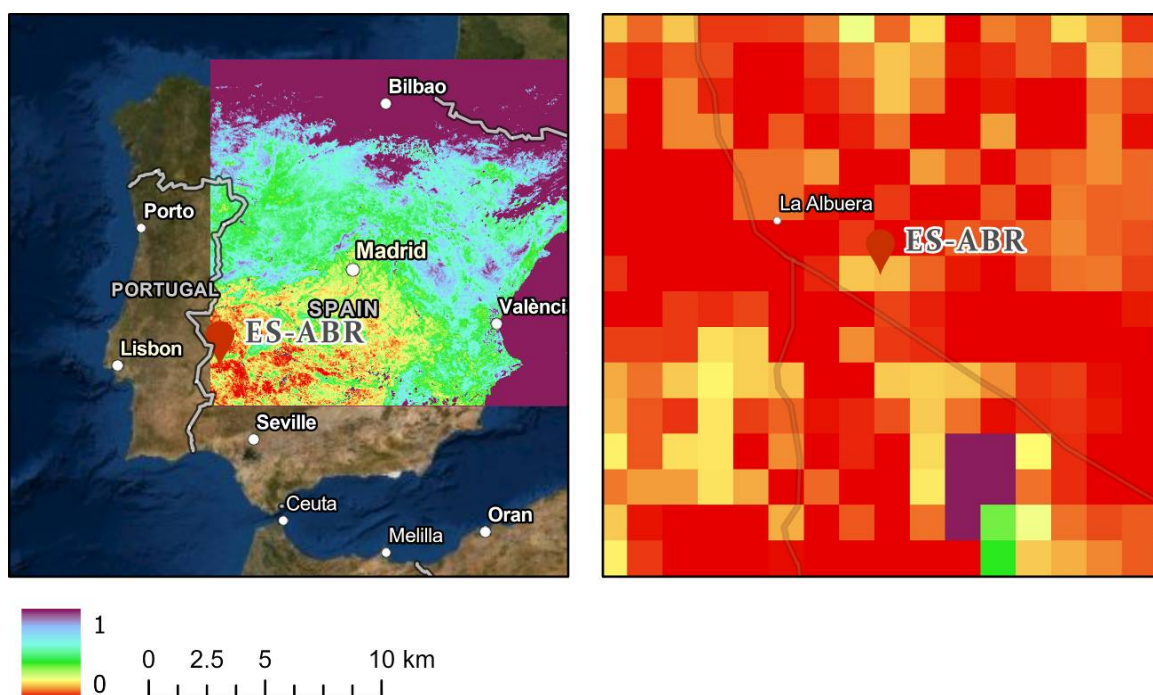 Bilbao
Porto
Madrid
PORTUGAL
SPAIN
Valènci
ES-ABR
Lisbon
Seville
Ceuta
Oran
Melilla
La Albuera
ES-ABR
1
0
0 2.5 5 10 km